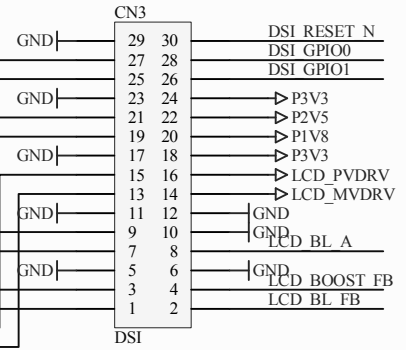 CN3
GND 29 30 DSI_RESET_N
27 28 DSI_GPIO0
25 26 DSI_GPIO1
GND 23 24 P3V3
21 22 P2V5
19 20 P1V8
GND 17 18 P3V3
15 16 LCD_PVDRV
13 14 LCD_MVDRV
GND 11 12 GND
9 10 GND
7 8 LCD_BL_A
GND 5 6 GND
3 4 LCD_BOOST_FB
1 2 LCD_BL_FB
DSI